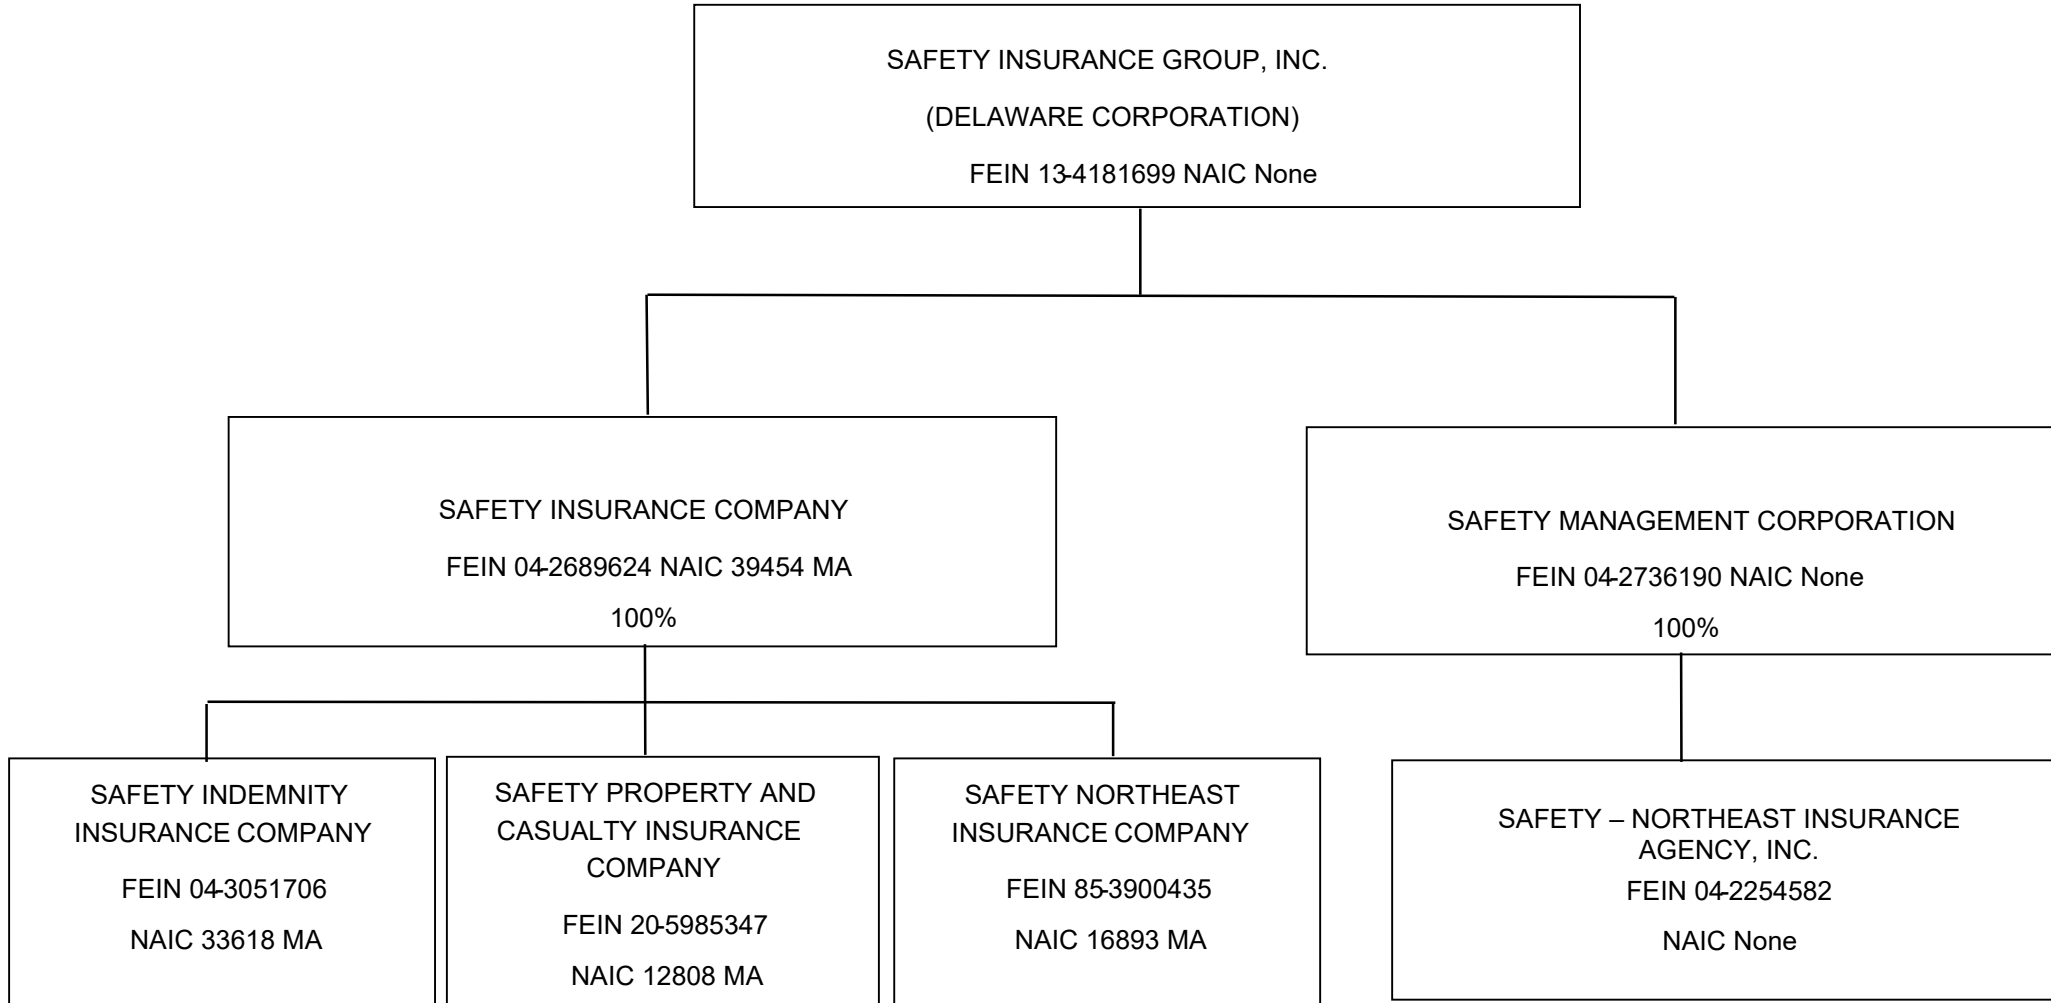 SAFETY INSURANCE GROUP, INC.
(DELAWARE CORPORATION)
FEIN 13-4181699 NAIC None
SAFETY INSURANCE COMPANY
FEIN 04-2689624 NAIC 39454 MA
100%
SAFETY MANAGEMENT CORPORATION
FEIN 04-2736190 NAIC None
100%
SAFETY INDEMNITY
INSURANCE COMPANY
FEIN 04-3051706
NAIC 33618 MA
SAFETY PROPERTY AND
CASUALTY INSURANCE
COMPANY
FEIN 20-5985347
NAIC 12808 MA
SAFETY NORTHEAST
INSURANCE COMPANY
FEIN 85-3900435
NAIC 16893 MA
SAFETY – NORTHEAST INSURANCE
AGENCY, INC.
FEIN 04-2254582
NAIC None